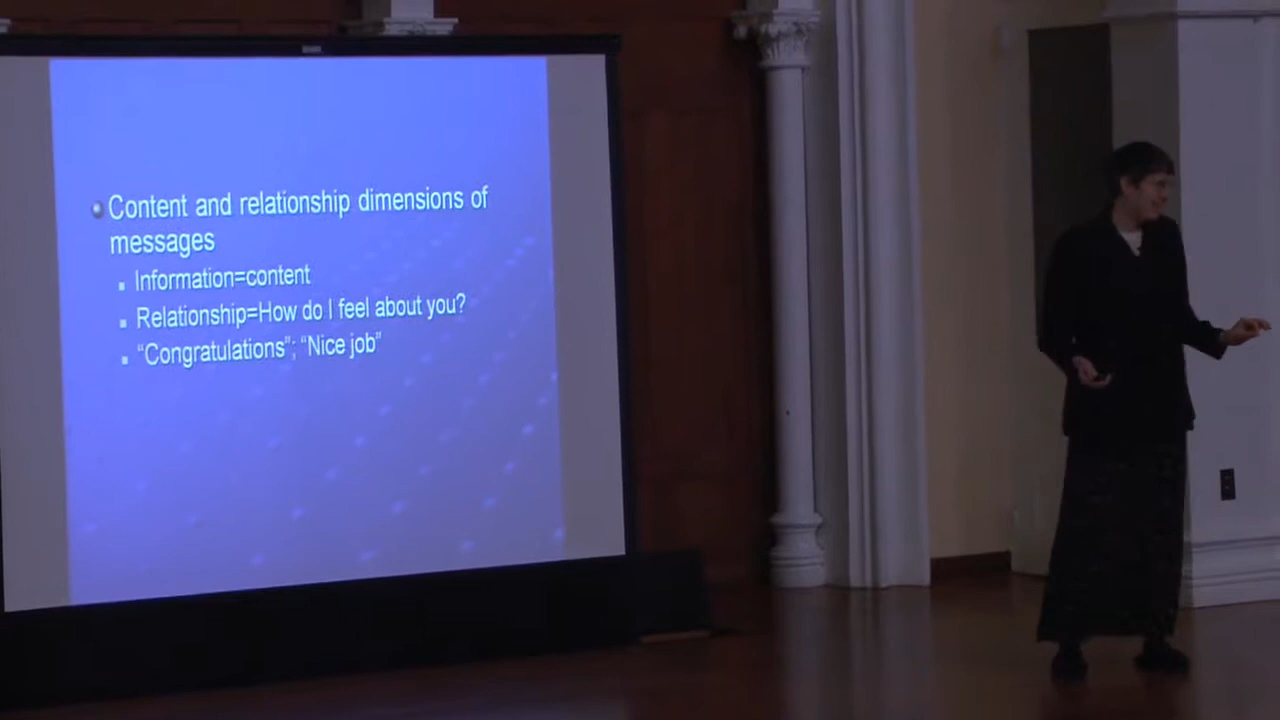 Content and relationship dimensions of
messages
Information=content
Relationship=How do I feel about you?
“Congratulations”; “Nice job”